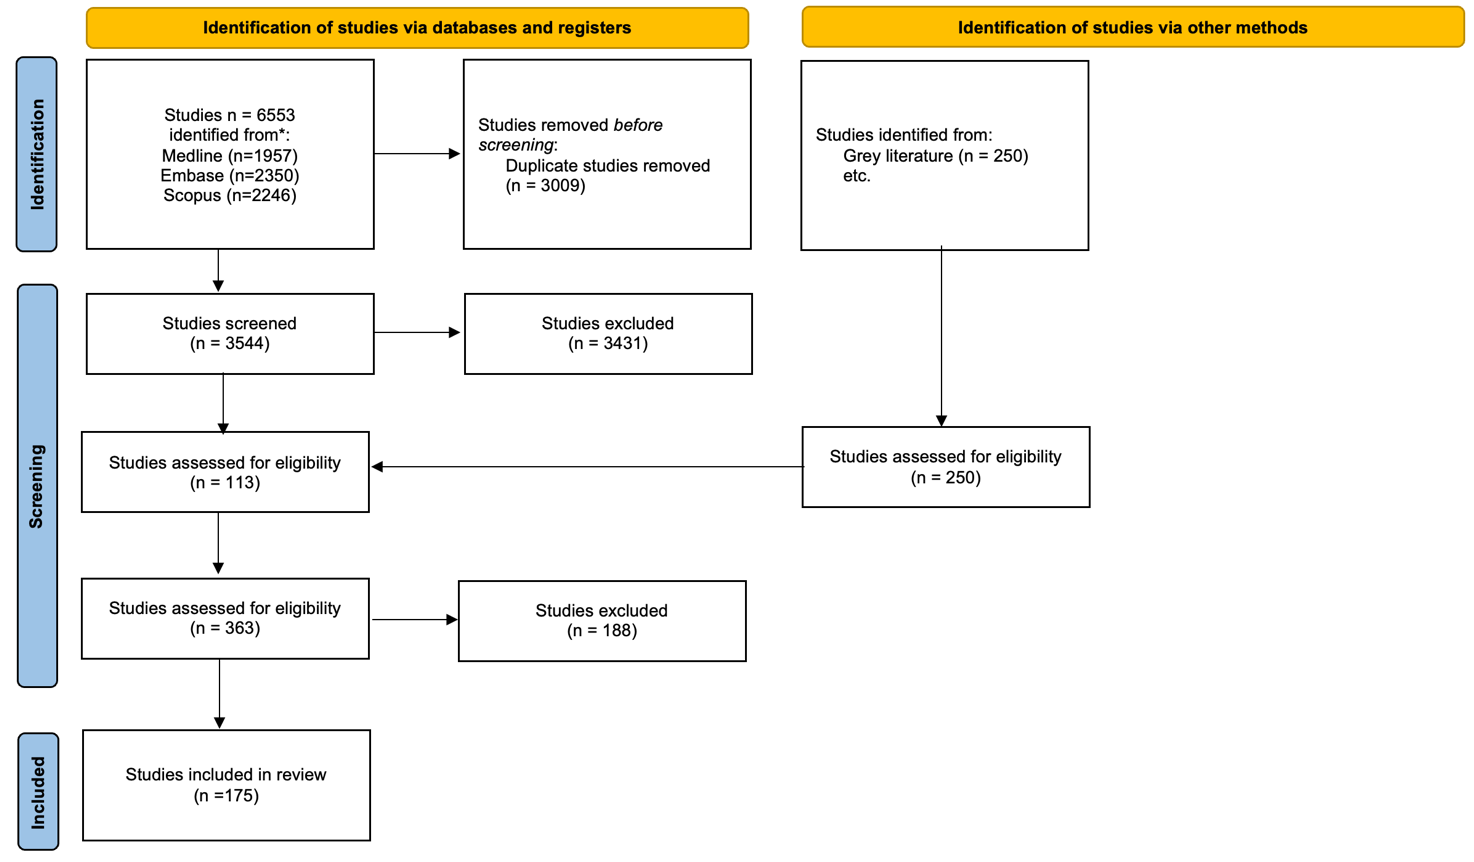 Identification of studies via databases and registers
Identification of studies via other methods
Identification
Studies n = 6553
identified from*:
Medline (n=1957)
Embase (n=2350)
Scopus (n=2246)
Studies removed before
screening:
Duplicate studies removed
(n = 3009)
Studies identified from:
Grey literature (n = 250)
etc.
Screening
Studies screened
(n = 3544)
Studies excluded
(n = 3431)
Studies assessed for eligibility
(n = 113)
Studies assessed for eligibility
(n = 250)
Studies assessed for eligibility
(n = 363)
Studies excluded
(n = 188)
Included
Studies included in review
(n =175)